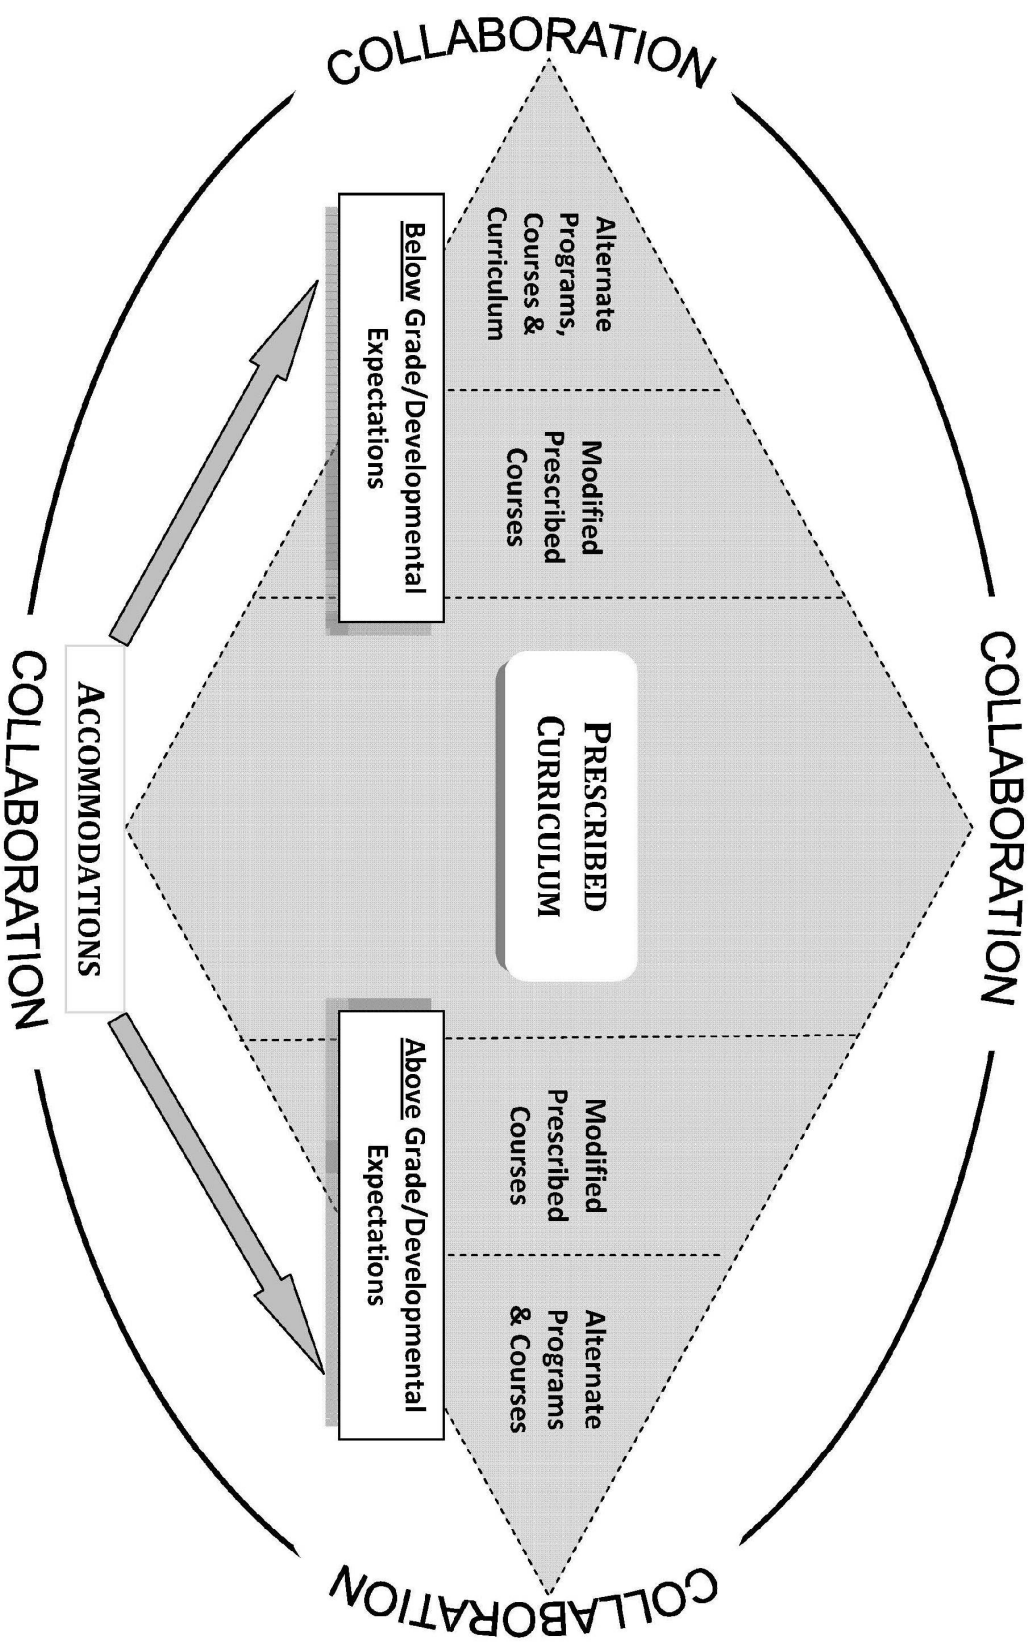 COLLABORATION
COLLABORATION
Alternate
Programs,
Courses &
Curriculum
Modified
Prescribed
Courses
PRESCRIBED
CURRICULUM
Modified
Prescribed
Courses
Alternate
Programs
& Courses
Below Grade/Developmental
Expectations
Above Grade/Developmental
Expectations
ACCOMMODATIONS
COLLABORATION
COLLABORATION